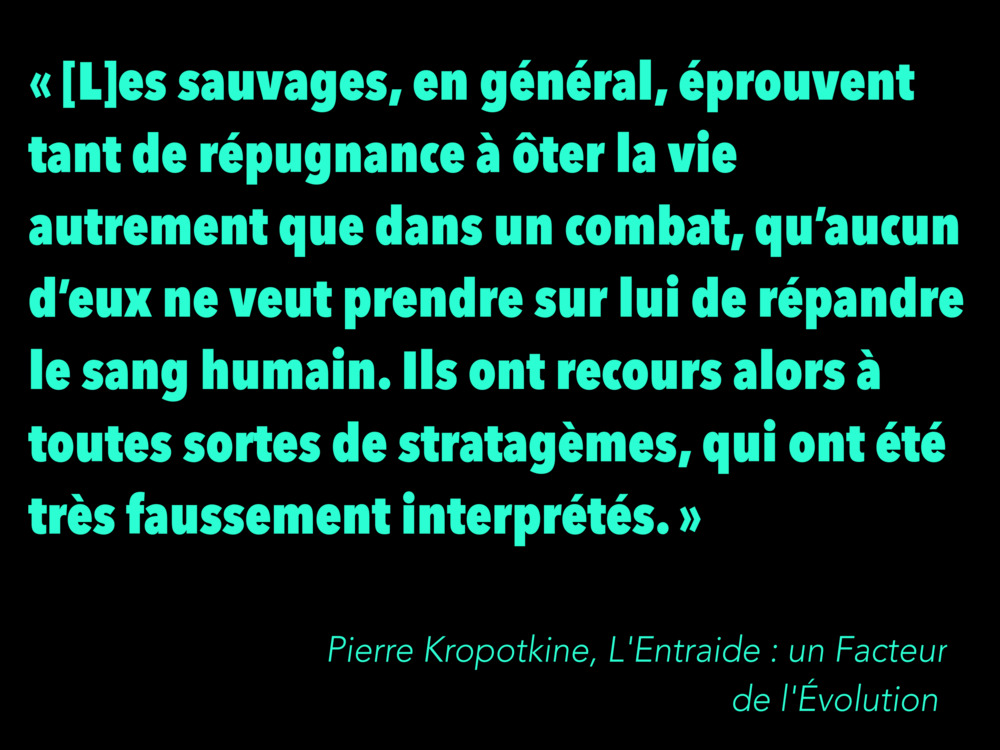 « [L]es sauvages, en général, éprouvent
tant de répugnance à ôter la vie
autrement que dans un combat, qu’aucun
d’eux ne veut prendre sur lui de répandre
le sang humain. Ils ont recours alors à
toutes sortes de stratagèmes, qui ont été
très faussement interprétés. »
Pierre Kropotkine, L'Entraide : un Facteur
de l'Évolution